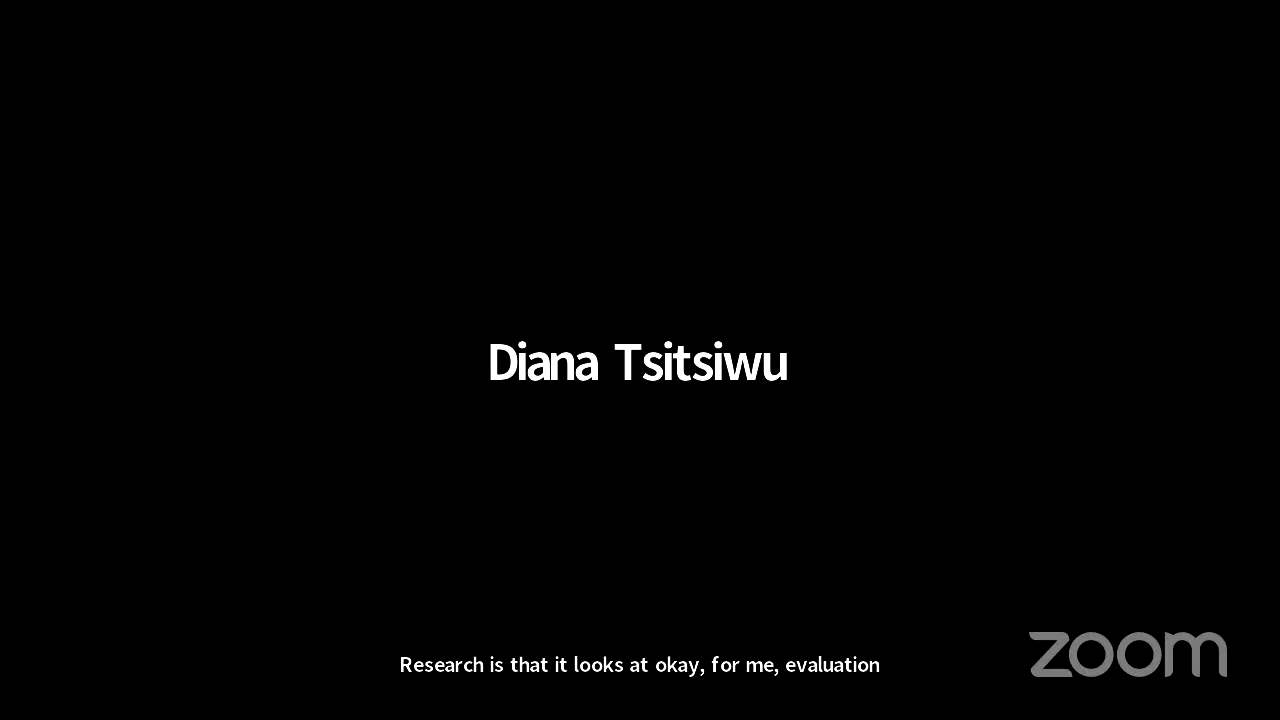 Diana Tsitsiwu
Research is that it looks at okay, for me, evaluation
zoom